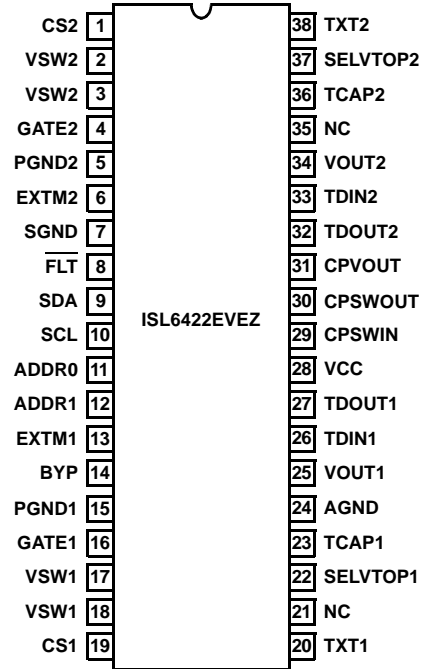 CS2 1 38 TXT2
VSW2 2 37 SELVTOP2
VSW2 3 36 TCAP2
GATE2 4 35 NC
PGND2 5 34 VOUT2
EXTM2 6 33 TDIN2
SGND 7 32 TDOUT2
FLT 8 31 CPVOUT
SDA 9 30 CPSWOUT
ISL6422EVEZ
SCL 10 29 CPSWIN
ADDR0 11 28 VCC
ADDR1 12 27 TDOUT1
EXTM1 13 26 TDIN1
BYP 14 25 VOUT1
PGND1 15 24 AGND
GATE1 16 23 TCAP1
VSW1 17 22 SELVTOP1
VSW1 18 21 NC
CS1 19 20 TXT1